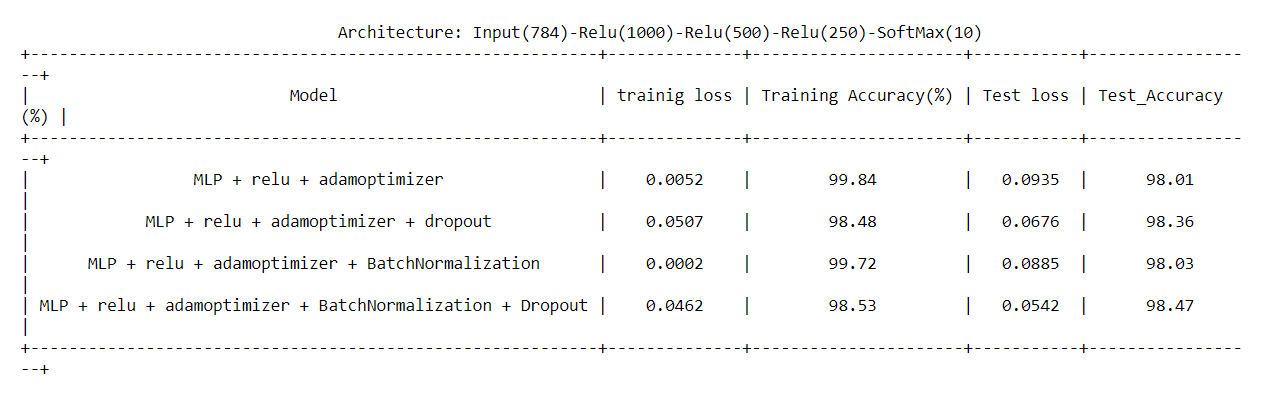 Architecture: Input(784)-Relu(1000)-Relu(500)-Relu(250)-SoftMax(10)
+-----------------------------------------------------------+--------------+----------------------+-----------+----------------
--+
| Model | trainig loss | Training Accuracy(%) | Test loss | Test_Accuracy
(%) |
+-----------------------------------------------------------+--------------+----------------------+-----------+----------------
--+
| MLP + relu + adamoptimizer | 0.0052 | 99.84 | 0.0935 | 98.01
|
| MLP + relu + adamoptimizer + dropout | 0.0507 | 98.48 | 0.0676 | 98.36
|
| MLP + relu + adamoptimizer + BatchNormalization | 0.0002 | 99.72 | 0.0885 | 98.03
|
| MLP + relu + adamoptimizer + BatchNormalization + Dropout | 0.0462 | 98.53 | 0.0542 | 98.47
|
+-----------------------------------------------------------+--------------+----------------------+-----------+----------------
--+